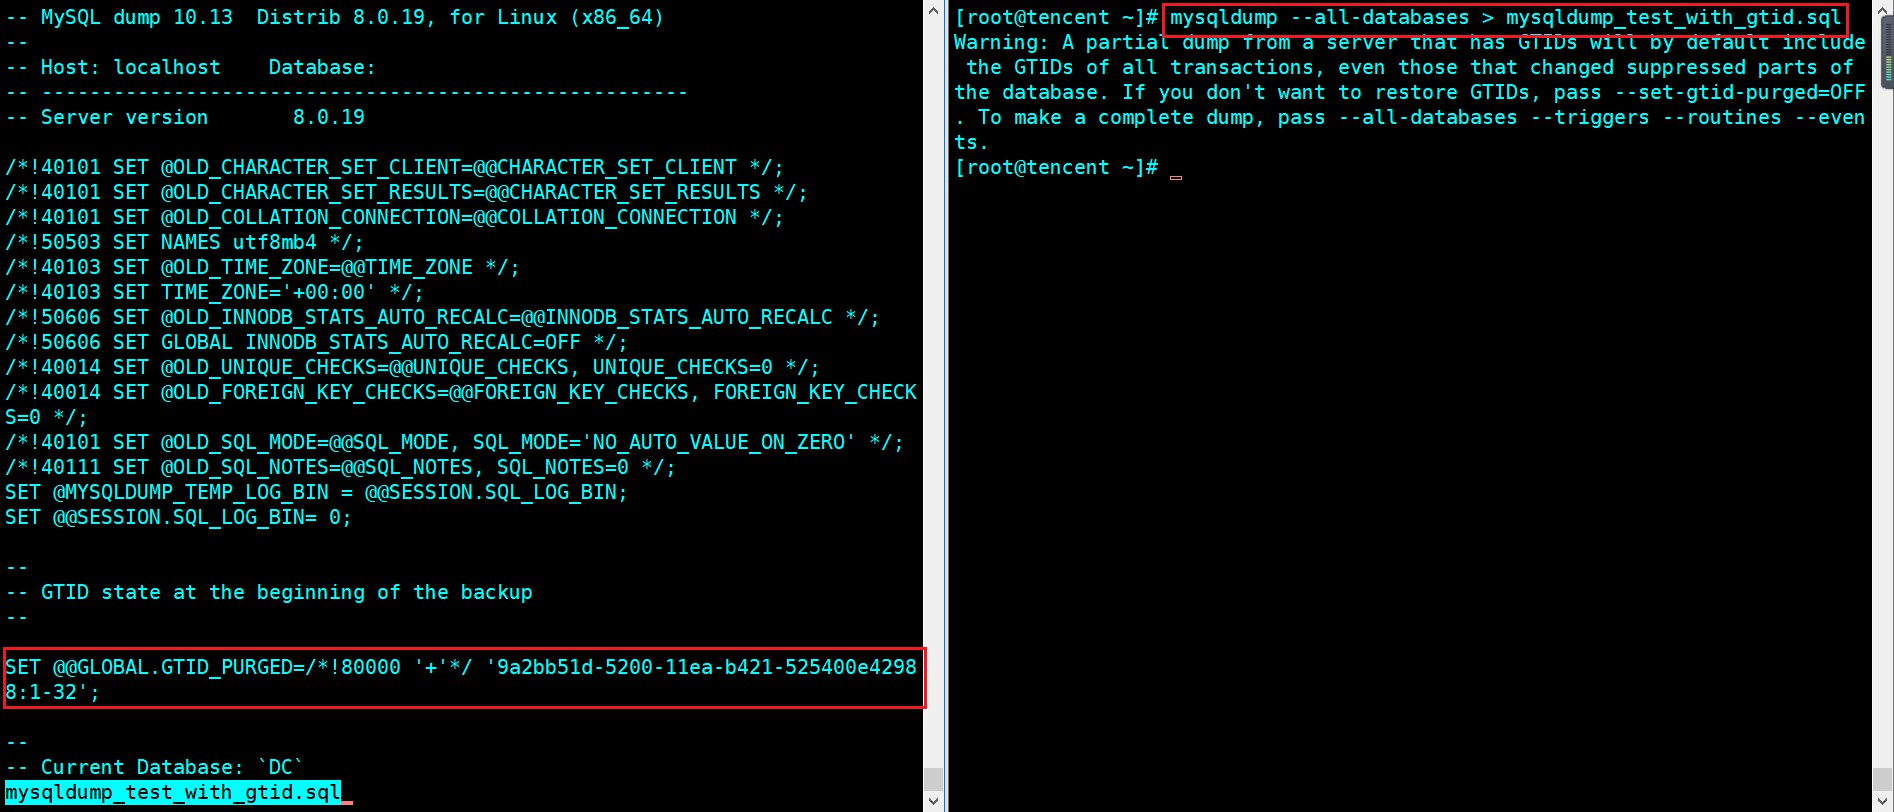 -- MySQL dump 10.13  Distrib 8.0.19, for Linux (x86_64)
--
-- Host: localhost    Database:
-- ------------------------------------------------------
-- Server version       8.0.19
/*!40101 SET @OLD_CHARACTER_SET_CLIENT=@@CHARACTER_SET_CLIENT */;
/*!40101 SET @OLD_CHARACTER_SET_RESULTS=@@CHARACTER_SET_RESULTS */;
/*!40101 SET @OLD_COLLATION_CONNECTION=@@COLLATION_CONNECTION */;
/*!50503 SET NAMES utf8mb4 */;
/*!40103 SET @OLD_TIME_ZONE=@@TIME_ZONE */;
/*!40103 SET TIME_ZONE='+00:00' */;
/*!50606 SET @OLD_INNODB_STATS_AUTO_RECALC=@@INNODB_STATS_AUTO_RECALC */;
/*!50606 SET GLOBAL INNODB_STATS_AUTO_RECALC=OFF */;
/*!40014 SET @OLD_UNIQUE_CHECKS=@@UNIQUE_CHECKS, UNIQUE_CHECKS=0 */;
/*!40014 SET @OLD_FOREIGN_KEY_CHECKS=@@FOREIGN_KEY_CHECKS, FOREIGN_KEY_CHECK
S=0 */;
/*!40101 SET @OLD_SQL_MODE=@@SQL_MODE, SQL_MODE='NO_AUTO_VALUE_ON_ZERO' */;
/*!40111 SET @OLD_SQL_NOTES=@@SQL_NOTES, SQL_NOTES=0 */;
SET @MYSQLDUMP_TEMP_LOG_BIN = @@SESSION.SQL_LOG_BIN;
SET @@SESSION.SQL_LOG_BIN= 0;
--
-- GTID state at the beginning of the backup
--
SET @@GLOBAL.GTID_PURGED=/*!80000 '+'*/ '9a2bb51d-5200-11ea-b421-525400e4298
8:1-32';
--
-- Current Database: `DC`
mysqldump_test_with_gtid.sql
[root@tencent ~]# mysqldump --all-databases > mysqldump_test_with_gtid.sql
Warning: A partial dump from a server that has GTIDs will by default include
 the GTIDs of all transactions, even those that changed suppressed parts of
the database. If you don't want to restore GTIDs, pass --set-gtid-purged=OFF
. To make a complete dump, pass --all-databases --triggers --routines --even
ts.
[root@tencent ~]#